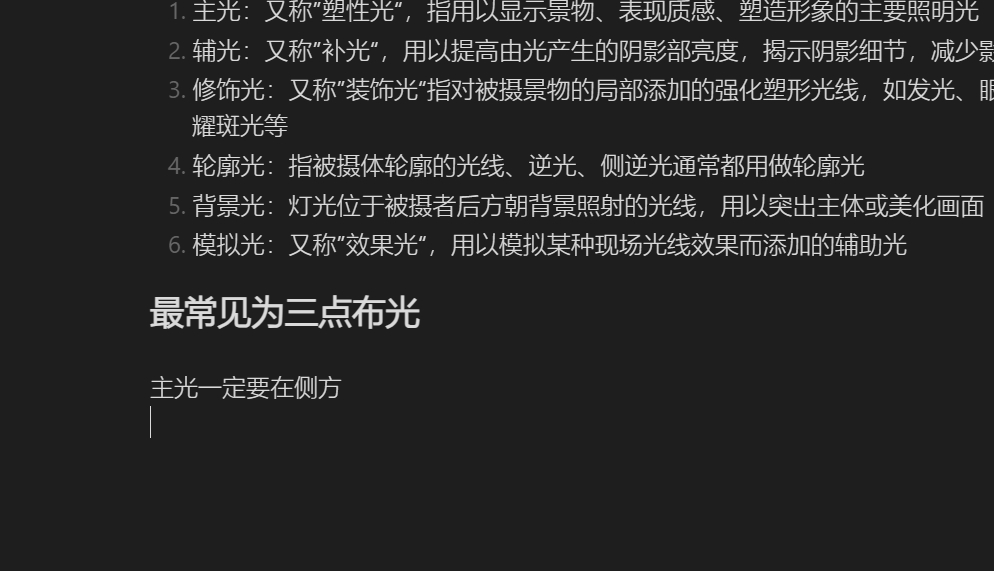 1. 主光：又称"塑性光"，指用以显示景物、表现质感、塑造形象的主要照明光
2. 辅光：又称"补光"，用以提高由光产生的阴影部亮度，揭示阴影细节，减少影
3. 修饰光：又称"装饰光"指对被摄景物的局部添加的强化塑形光线，如发光、眼
耀斑光等
4. 轮廓光：指被摄体轮廓的光线、逆光、侧逆光通常都用做轮廓光
5. 背景光：灯光位于被摄者后方朝背景照射的光线，用以突出主体或美化画面
6. 模拟光：又称"效果光"，用以模拟某种现场光线效果而添加的辅助光
最常见为三点布光
主光一定要在侧方